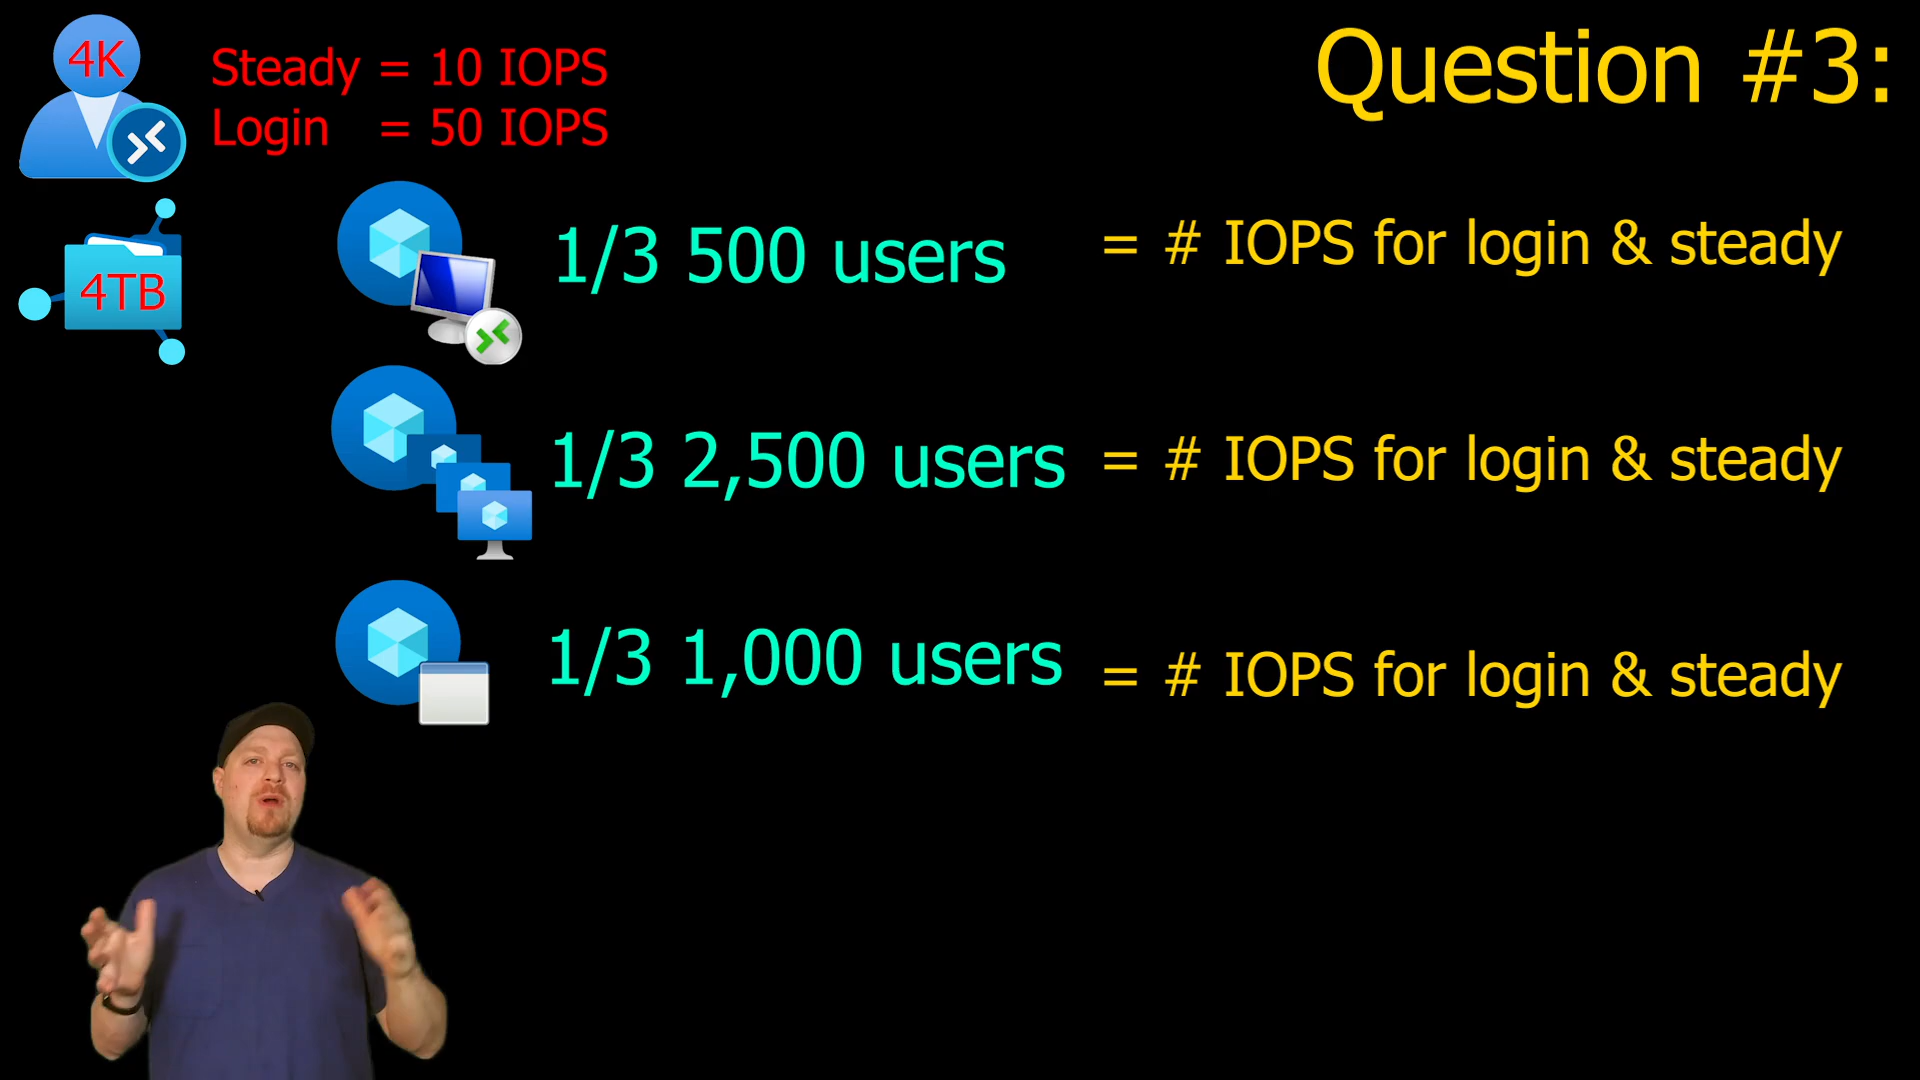 Question #3:
4K
Steady = 10 IOPS
Login = 50 IOPS
4TB
1/3 500 users = # IOPS for login & steady
1/3 2,500 users = # IOPS for login & steady
1/3 1,000 users = # IOPS for login & steady